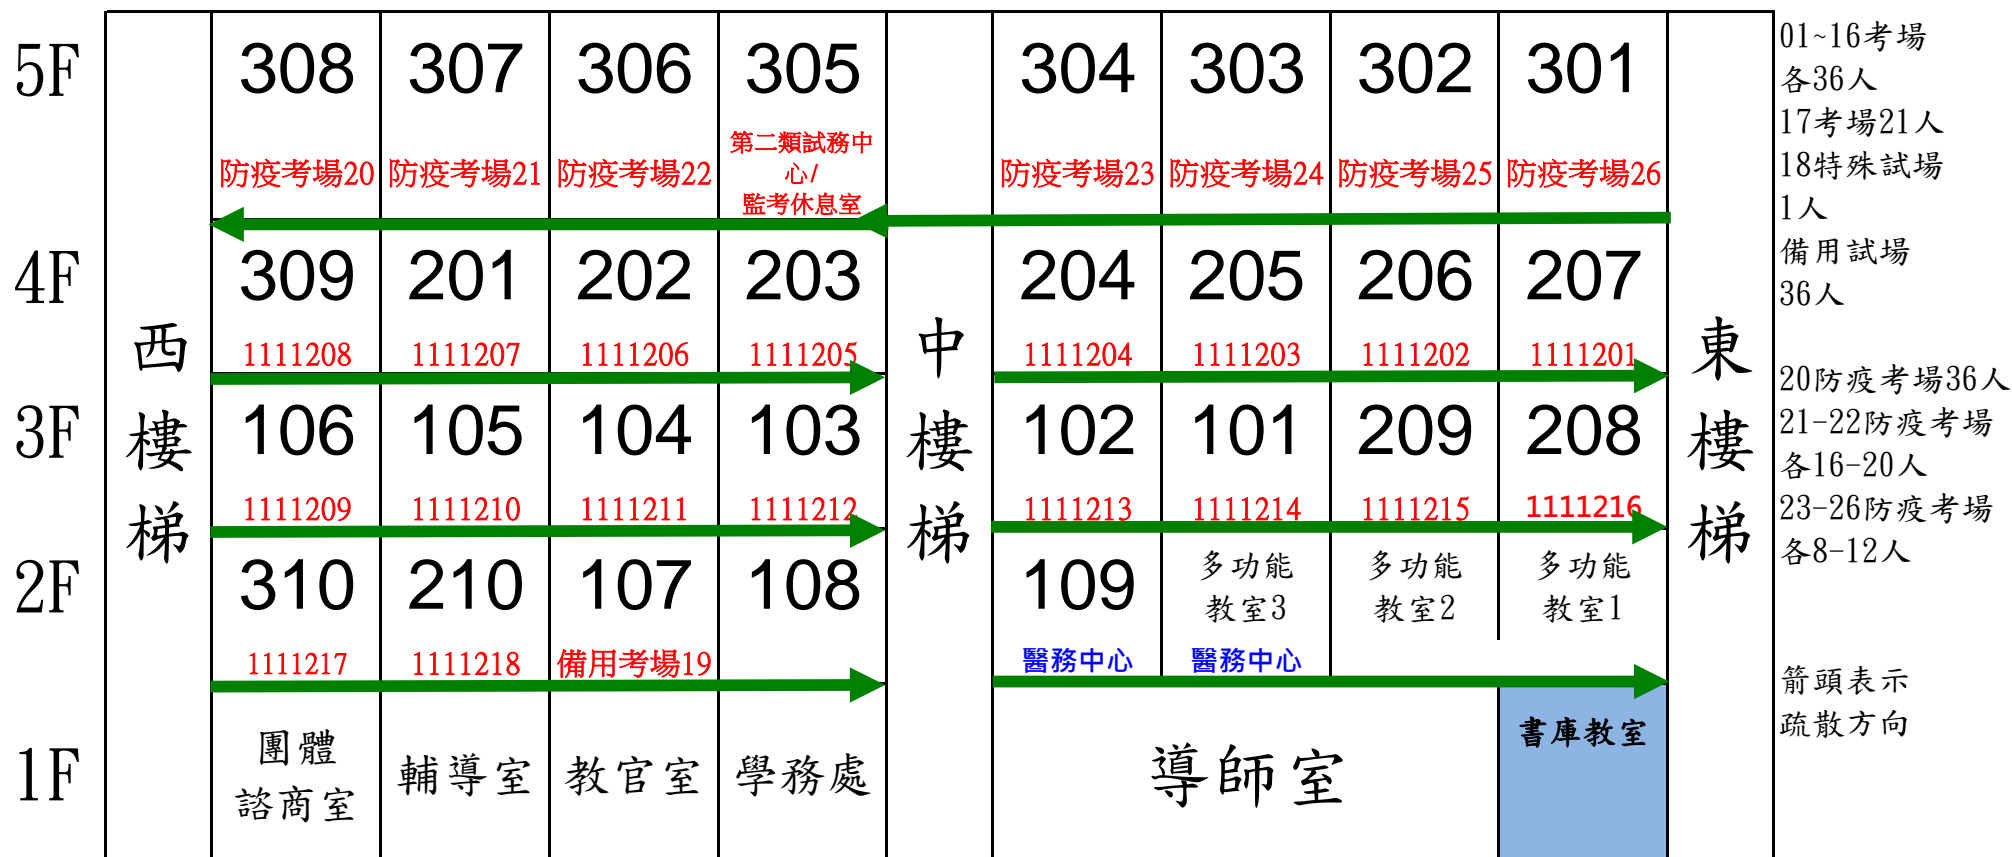 5F
308
307
306
305
304
303
302
301
防疫考場20
防疫考場21
防疫考場22
第二類試務中
心/
監考休息室
防疫考場23
防疫考場24
防疫考場25
防疫考場26
4F
309
201
202
203
204
205
206
207
1111208
1111207
1111206
1111205
1111204
1111203
1111202
1111201
3F
106
105
104
103
102
101
209
208
1111209
1111210
1111211
1111212
1111213
1111214
1111215
1111216
2F
310
210
107
108
109
多功能
教室3
多功能
教室2
多功能
教室1
1111217
1111218
備用考場19
醫務中心
醫務中心
1F
團體
諮商室
輔導室
教官室
學務處
導師室
書庫教室
西樓梯
中樓梯
東樓梯
01~16考場
各36人
17考場21人
18特殊試場
1人
備用試場
36人
20防疫考場36人
21-22防疫考場
各16-20人
23-26防疫考場
各8-12人
箭頭表示
疏散方向